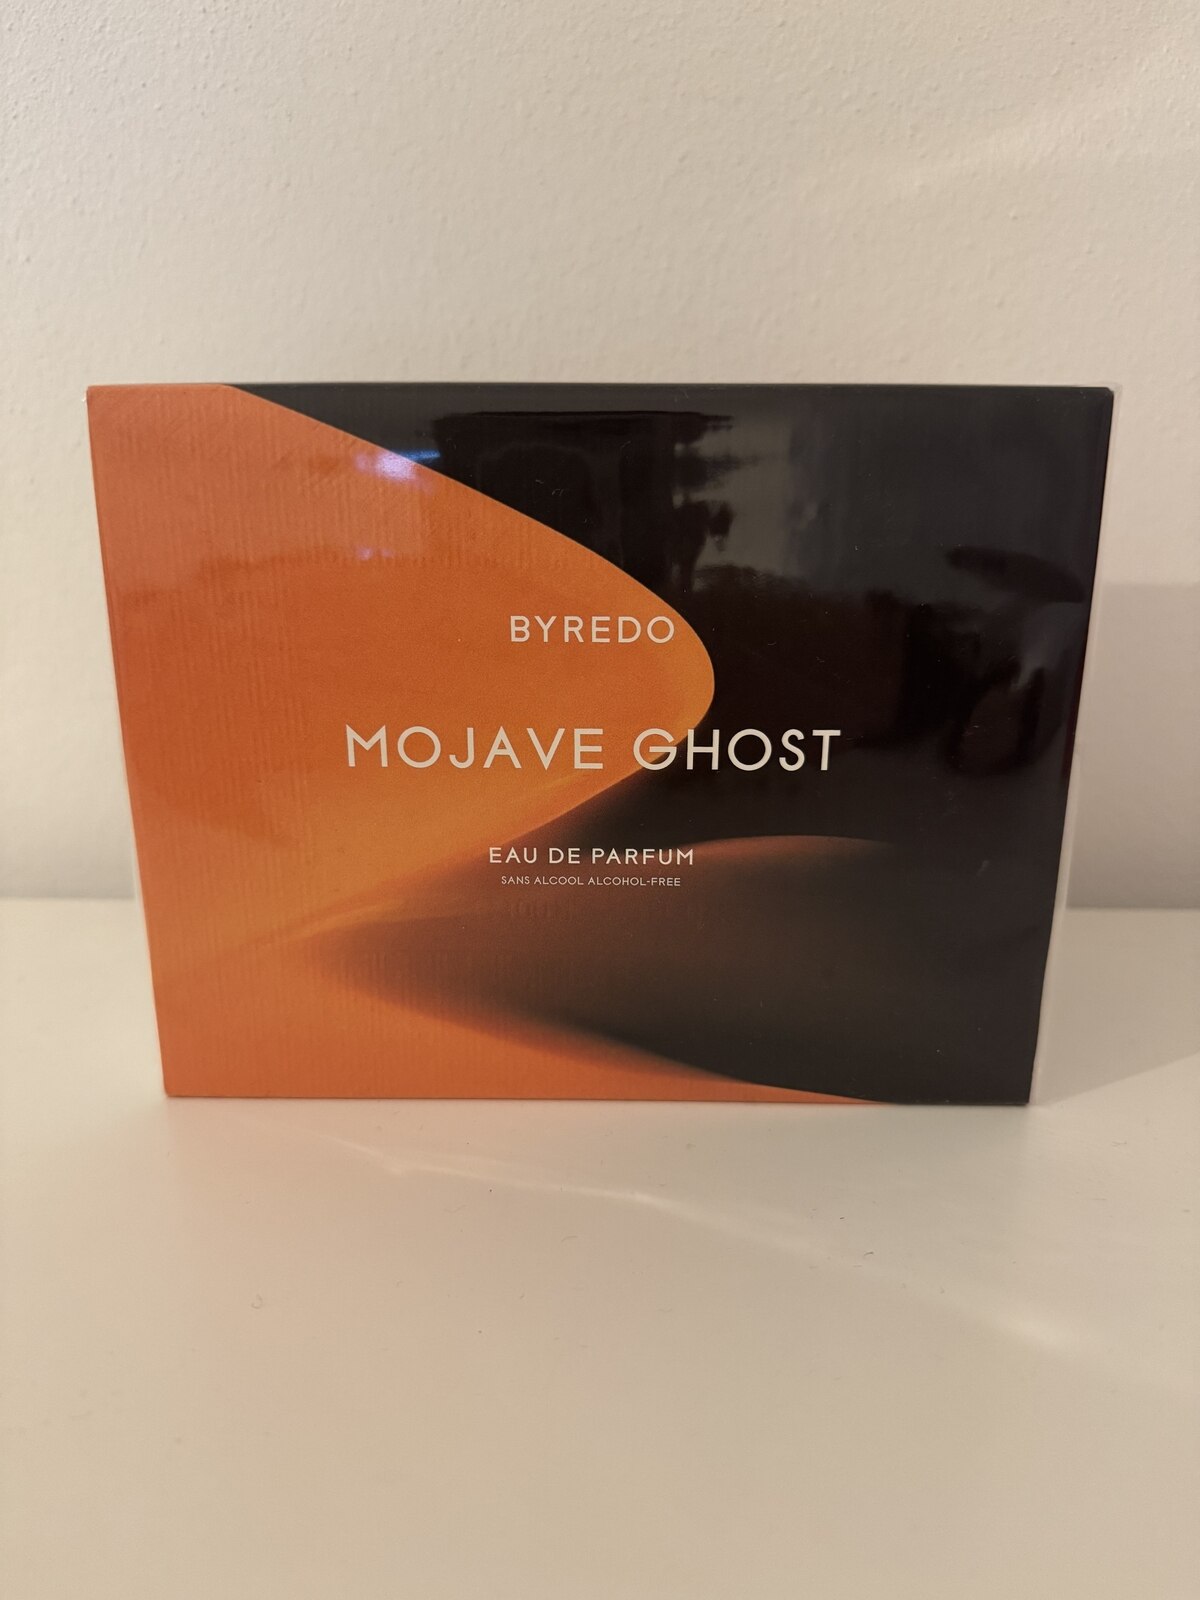 BYREDO
MOJAVE GHOST
EAU DE PARFUM
SANS ALCOOL ALCOHOL-FREE